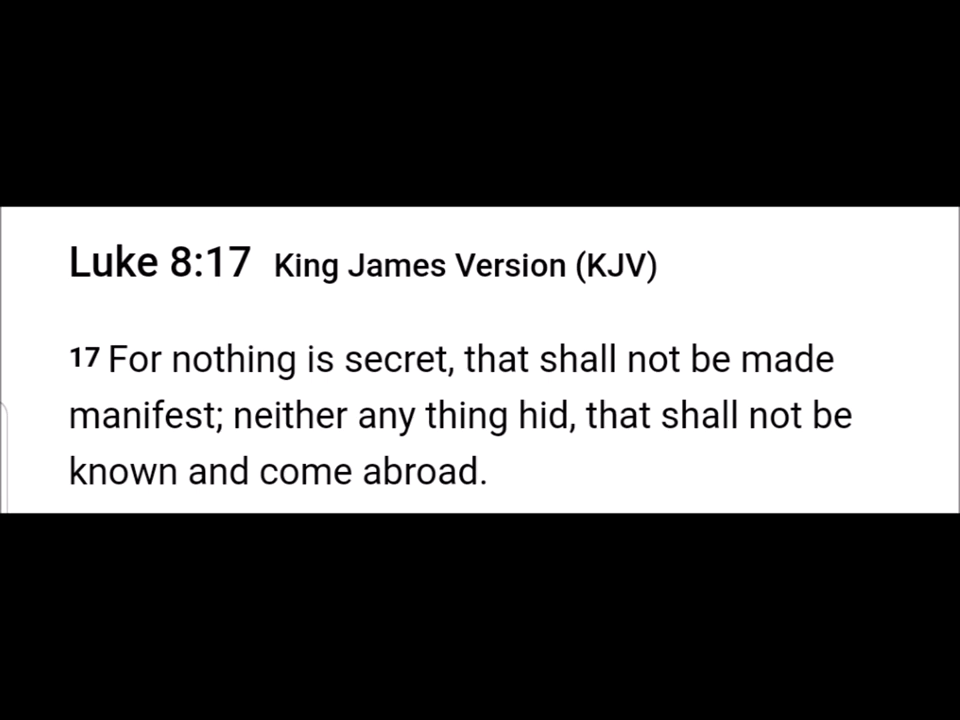 Luke 8:17 King James Version (KJV)
17 For nothing is secret, that shall not be made
manifest; neither any thing hid, that shall not be
known and come abroad.